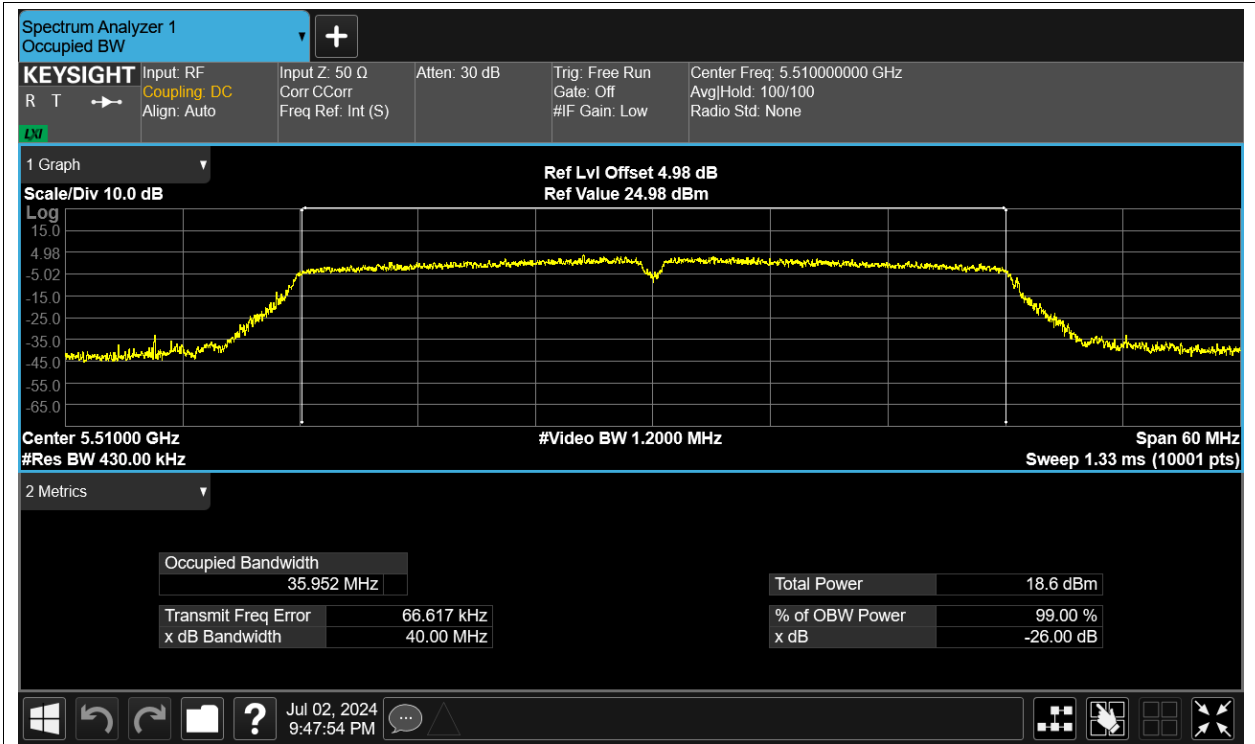 Spectrum Analyzer 1
Occupied BW
▼
+
KEYSIGHT
R T
LXI
Input: RF
Coupling: DC
Align: Auto
Input Z: 50 Ω
Corr CCorr
Freq Ref: Int (S)
Atten: 30 dB
Trig: Free Run
Gate: Off
#IF Gain: Low
Center Freq: 5.510000000 GHz
Avg|Hold: 100/100
Radio Std: None
1 Graph ▼
Scale/Div 10.0 dB
Ref Lvl Offset 4.98 dB
Ref Value 24.98 dBm
Log
15.0
4.98
-5.02
-15.0
-25.0
-35.0
-45.0
-55.0
-65.0
Center 5.51000 GHz #Video BW 1.2000 MHz Span 60 MHz
#Res BW 430.00 kHz Sweep 1.33 ms (10001 pts)
2 Metrics ▼
Occupied Bandwidth
35.952 MHz
Transmit Freq Error 66.617 kHz
x dB Bandwidth 40.00 MHz
Total Power 18.6 dBm
% of OBW Power 99.00 %
x dB -26.00 dB
?
Jul 02, 2024
9:47:54 PM